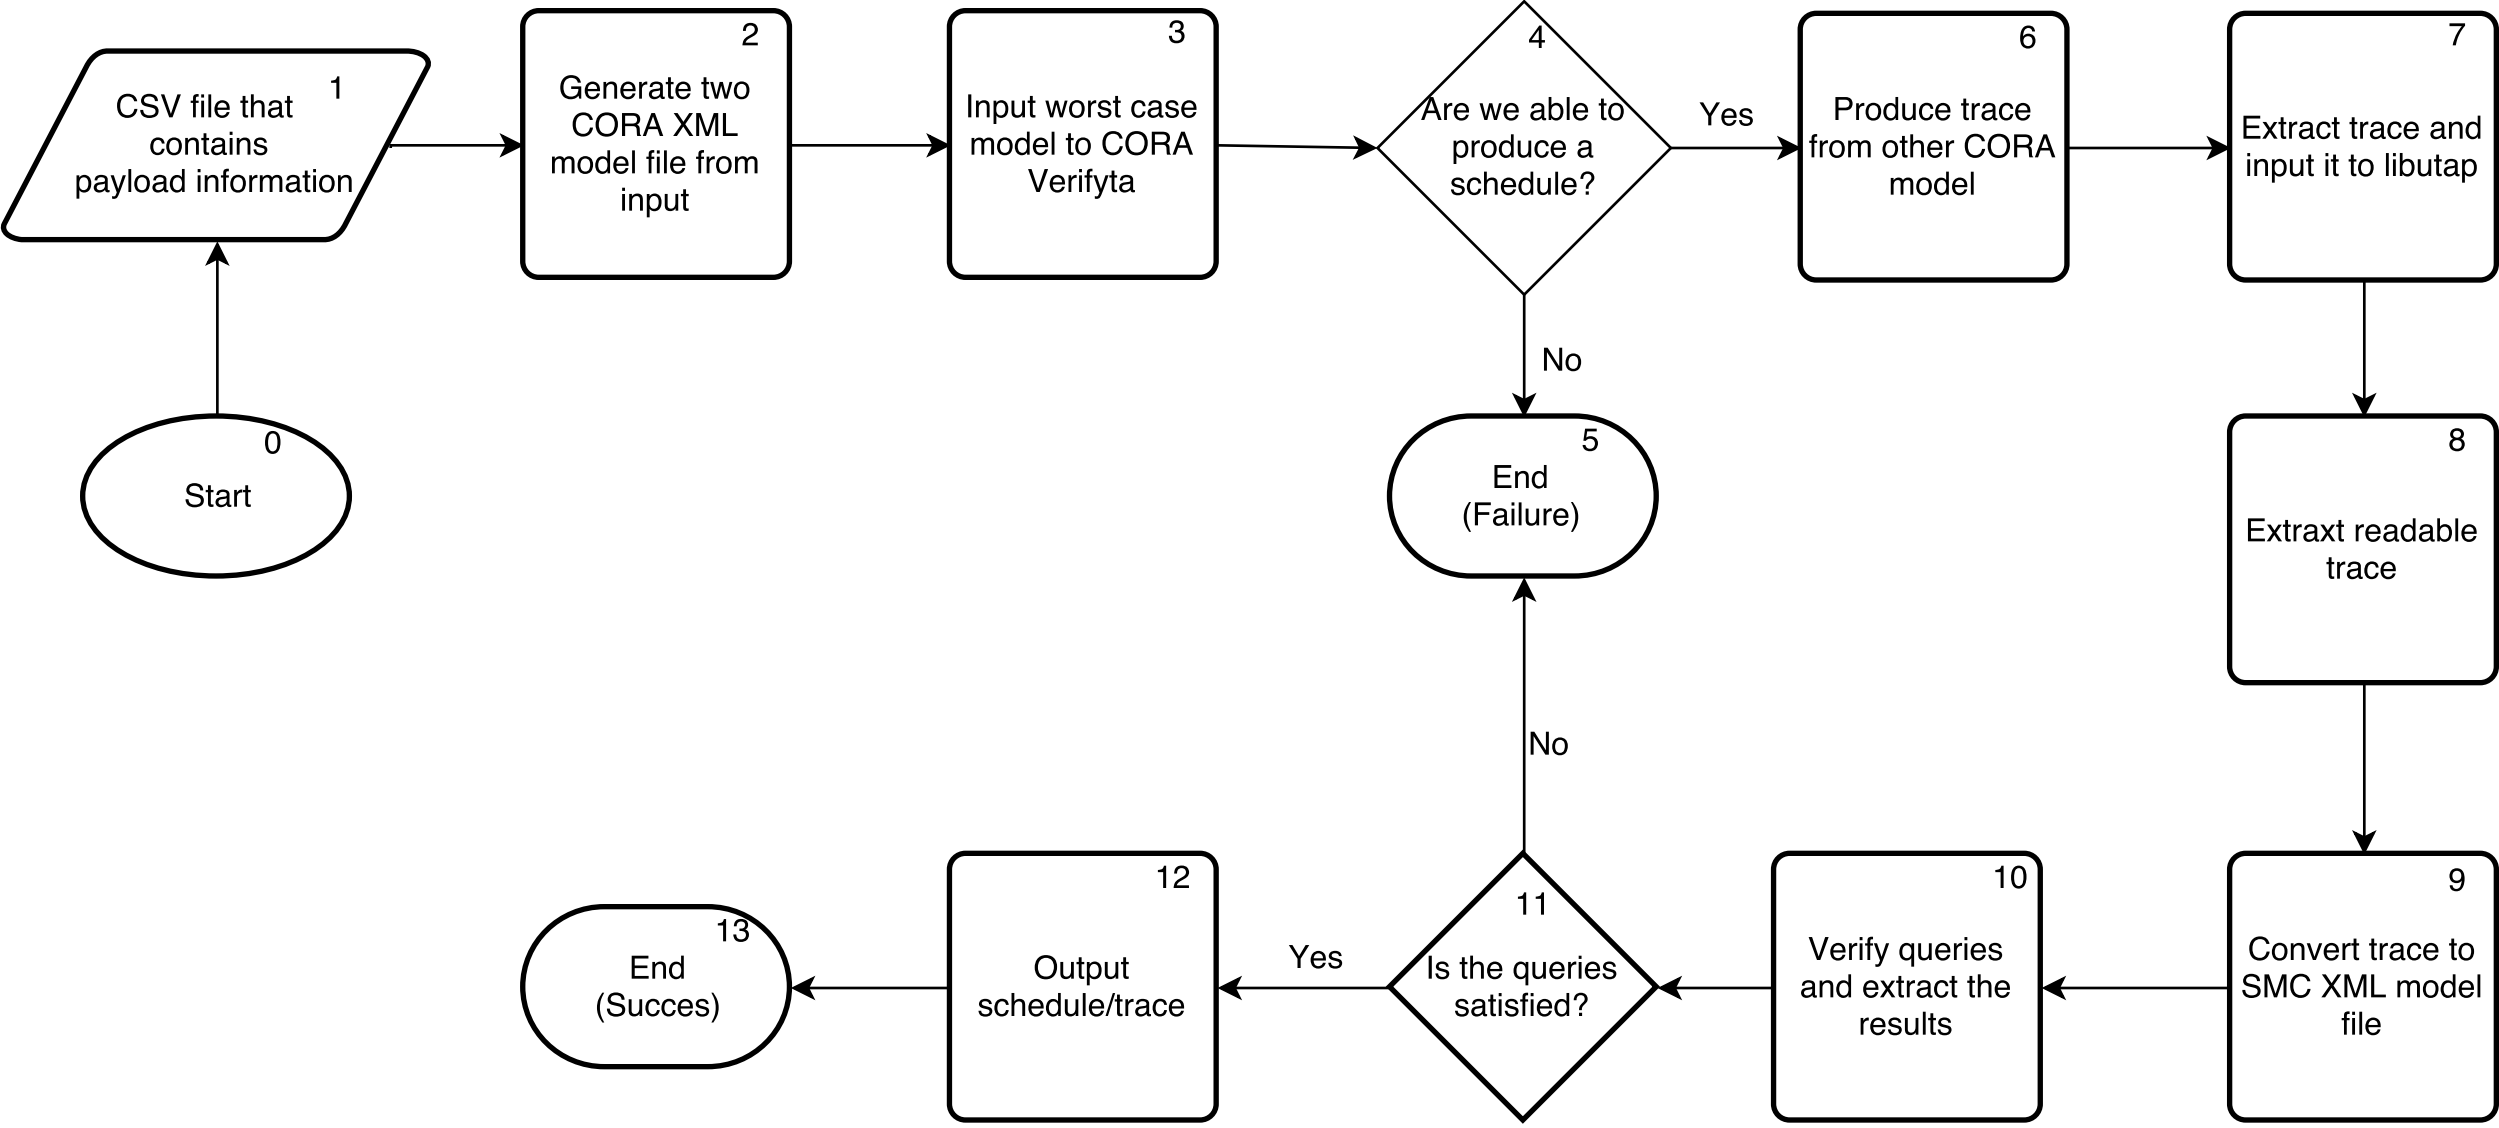 0
Start
1
CSV file that
contains
payload information
2
Generate two
CORA XML
model file from
input
3
Input worst case
model to CORA
Verifyta
4
Are we able to
produce a
schedule?
Yes
No
5
End
(Failure)
6
Produce trace
from other CORA
model
7
Extract trace and
input it to libutap
8
Extraxt readable
trace
9
Convert trace to
SMC XML model
file
10
Verify queries
and extract the
results
11
Is the queries
satisfied?
No
Yes
12
Output
schedule/trace
13
End
(Succes)